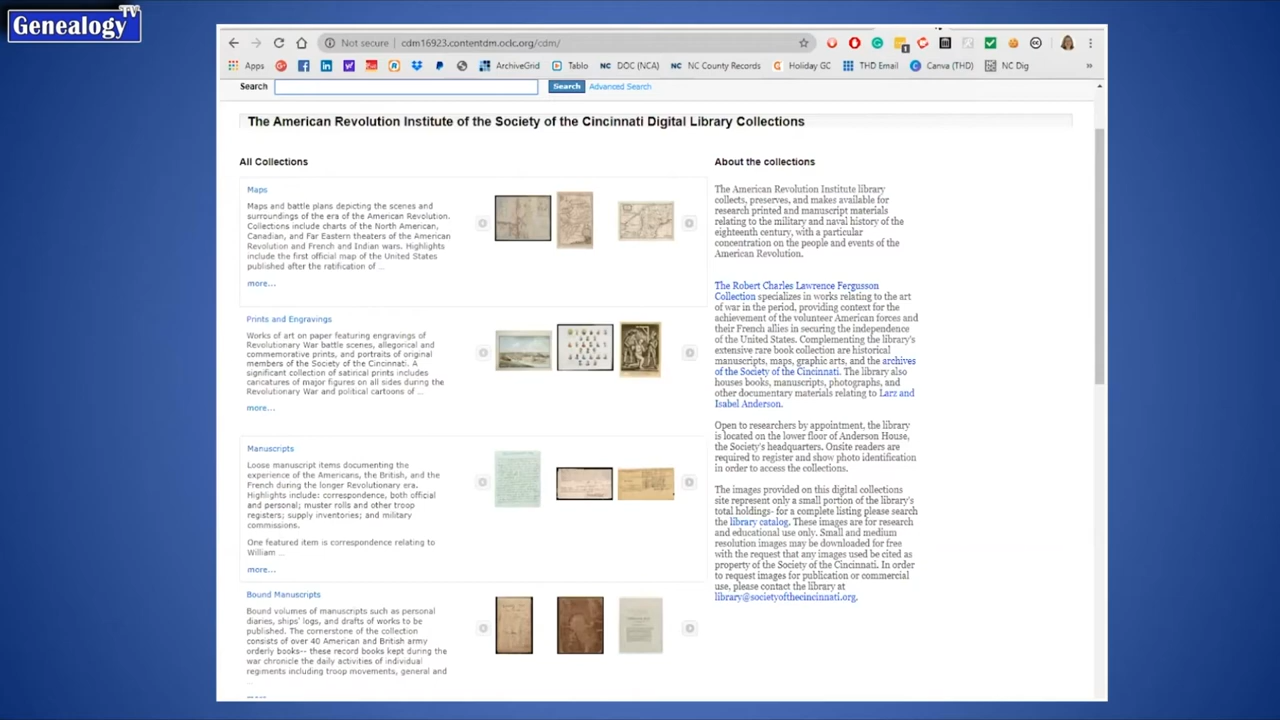 Genealogy TV
Not secure | cdm16923.contentdm.oclc.org/cdm/
Apps ArchiveGrid Tablo NC DOC (NCA) NC NC County Records Holiday GC THD Email Canva (THD) NC Dig »
Search Search Advanced Search
The American Revolution Institute of the Society of the Cincinnati Digital Library Collections
All Collections
Maps
Maps and battle plans depicting the scenes and
surroundings of the era of the American Revolution.
Collections include charts of the North American,
Canadian, and Far Eastern theaters of the American
Revolution and French and Indian wars. Highlights
include the first official map of the United States
published after the ratification of ...
more...
Prints and Engravings
Works of art on paper featuring engravings of
Revolutionary War battle scenes, allegorical and
commemorative prints, and portraits of original
members of the Society of the Cincinnati. A
significant collection of satirical prints includes
caricatures of major figures on all sides during the
Revolutionary War and political cartoons of ...
more...
Manuscripts
Loose manuscript items documenting the
experience of the Americans, the British, and the
French during the longer Revolutionary era.
Highlights include: correspondence, both official
and personal; muster rolls and other troop
registers; supply inventories; and military
commissions.
One featured item is correspondence relating to
William ...
more...
Bound Manuscripts
Bound volumes of manuscripts such as personal
diaries, ships' logs, and drafts of works to be
published. The cornerstone of the collection
consists of over 40 American and British army
orderly books-- these record books kept during the
war chronicle the daily activities of individual
regiments including troop movements, general and
...
About the collections
The American Revolution Institute library
collects, preserves, and makes available for
research printed and manuscript materials
relating to the military and naval history of the
eighteenth century, with a particular
concentration on the people and events of the
American Revolution.
The Robert Charles Lawrence Fergusson
Collection specializes in works relating to the art
of war in the period, providing context for the
achievement of the volunteer American forces and
their French allies in securing the independence
of the United States. Complementing the library's
extensive rare book collection are historical
manuscripts, maps, graphic arts, and the archives
of the Society of the Cincinnati. The library also
houses books, manuscripts, photographs, and
other documentary materials relating to Larz and
Isabel Anderson.
Open to researchers by appointment, the library
is located on the lower floor of Anderson House,
the Society's headquarters. Onsite readers are
required to register and show photo identification
in order to access the collections.
The images provided on this digital collections
site represent only a small portion of the library's
total holdings- for a complete listing please search
the library catalog. These images are for research
and educational use only. Small and medium
resolution images may be downloaded for free
with the request that any images used be cited as
property of the Society of the Cincinnati. In order
to request images for publication or commercial
use, please contact the library at
library@societyofthecincinnati.org.